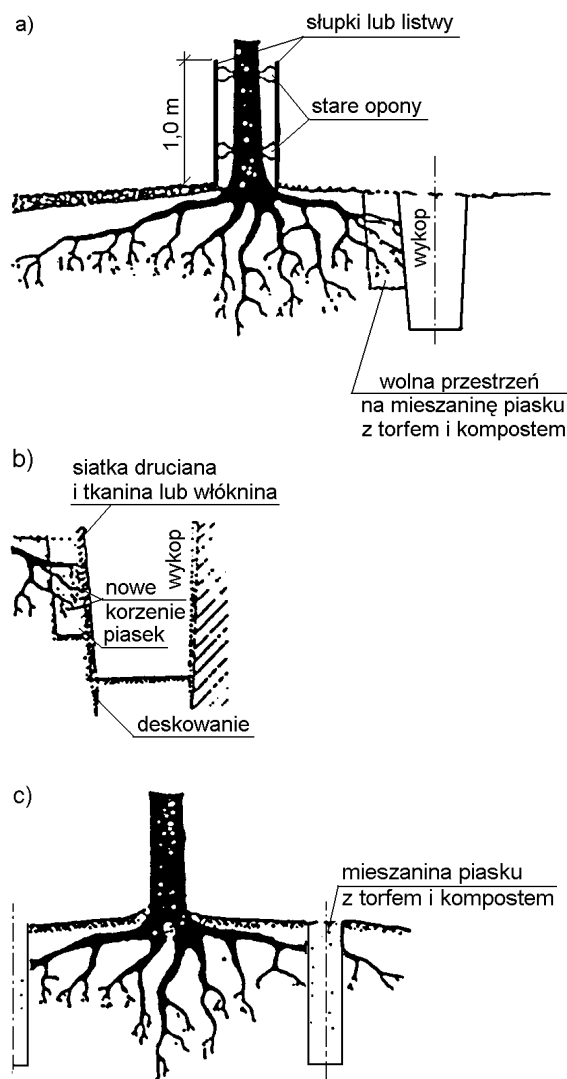 a)
słupki lub listwy
stare opony
1,0 m
wykop
wolna przestrzeń
na mieszaninę piasku
z torfem i kompostem
b)
siatka druciana
i tkanina lub włóknina
wykop
nowe
korzenie
piasek
deskowanie
c)
mieszanina piasku
z torfem i kompostem